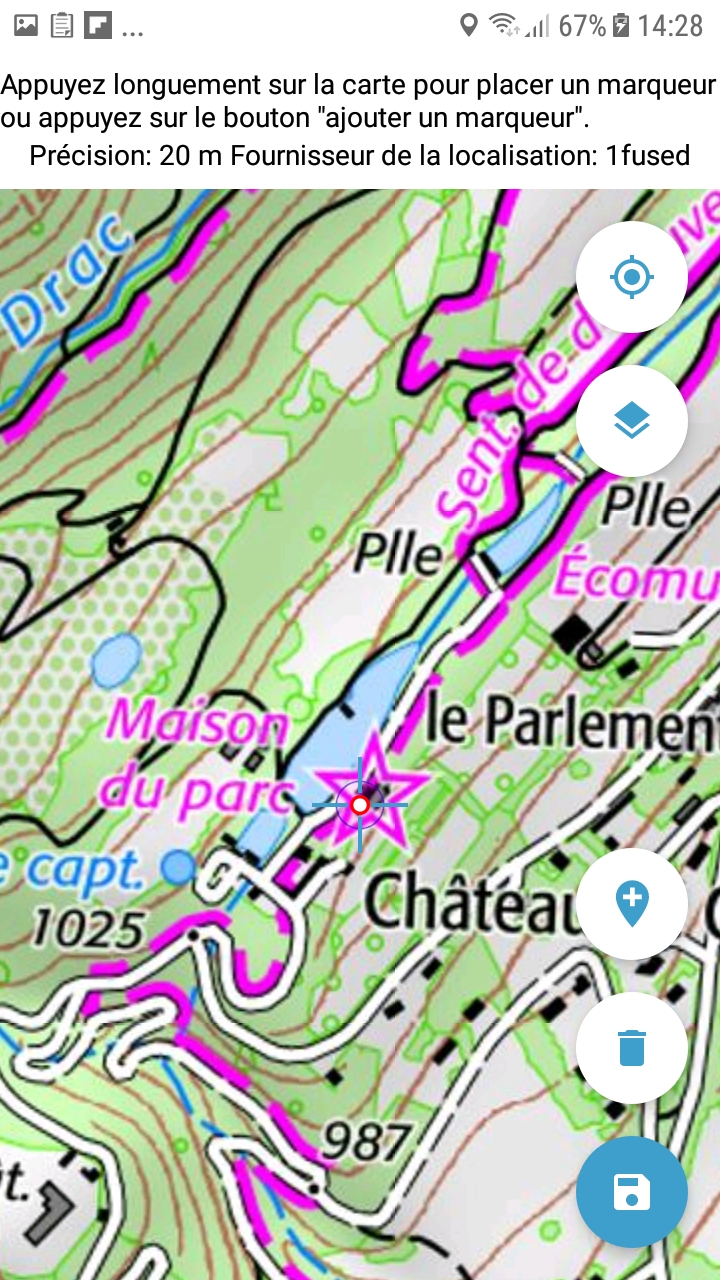 ... 67% 14:28
Appuyez longuement sur la carte pour placer un marqueur
ou appuyez sur le bouton "ajouter un marqueur".
Précision: 20 m Fournisseur de la localisation: 1fused
Drac
Sent. de d
uve
Plle
Plle
Écomu
Maison
du parc
le Parlemen
e capt.
1025
Château
987
t.